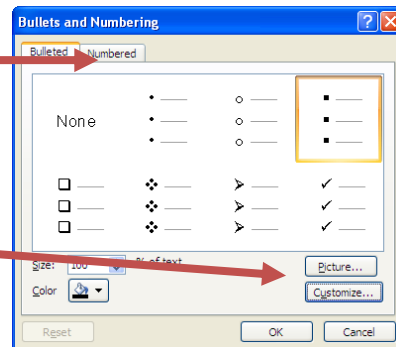 Bullets and Numbering
Bulleted Numbered
None
Size: 100 % of text
Picture...
Color
Customize...
Reset OK Cancel